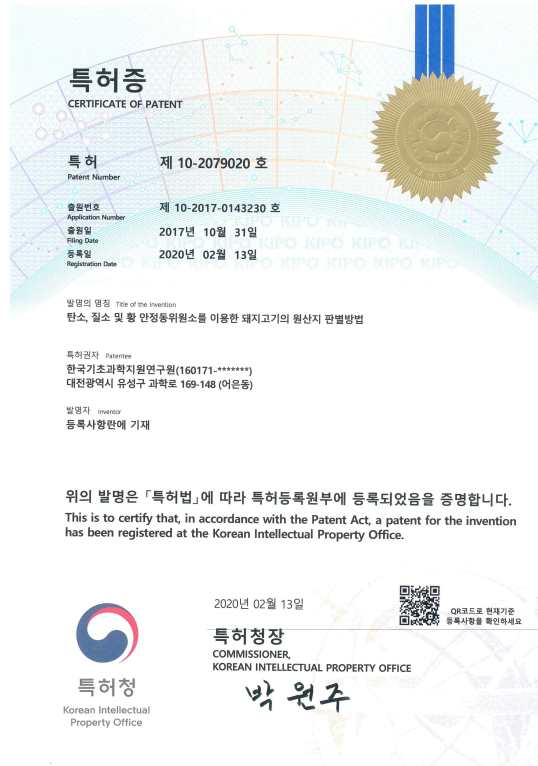 특허증
CERTIFICATE OF PATENT
특 허 제 10-2079020 호
Patent Number
출원번호 제 10-2017-0143230 호
Application Number
출원일 2017년 10월 31일
Filing Date
등록일 2020년 02월 13일
Registration Date
KIPO KIPO KIPO KIPO
KIPO KIPO KIPO KIPO KIPO
발명의 명칭 Title of the Invention
탄소, 질소 및 황 안정동위원소를 이용한 돼지고기의 원산지 판별방법
특허권자 Patentee
한국기초과학지원연구원(160171-*******)
대전광역시 유성구 과학로 169-148 (어은동)
발명자 Inventor
등록사항란에 기재
위의 발명은 「특허법」에 따라 특허등록원부에 등록되었음을 증명합니다.
This is to certify that, in accordance with the Patent Act, a patent for the invention
has been registered at the Korean Intellectual Property Office.
2020년 02월 13일
QR코드로 현재기준
등록사항을 확인하세요
특허청장
COMMISSIONER,
KOREAN INTELLECTUAL PROPERTY OFFICE
박원주
특허청
Korean Intellectual
Property Office